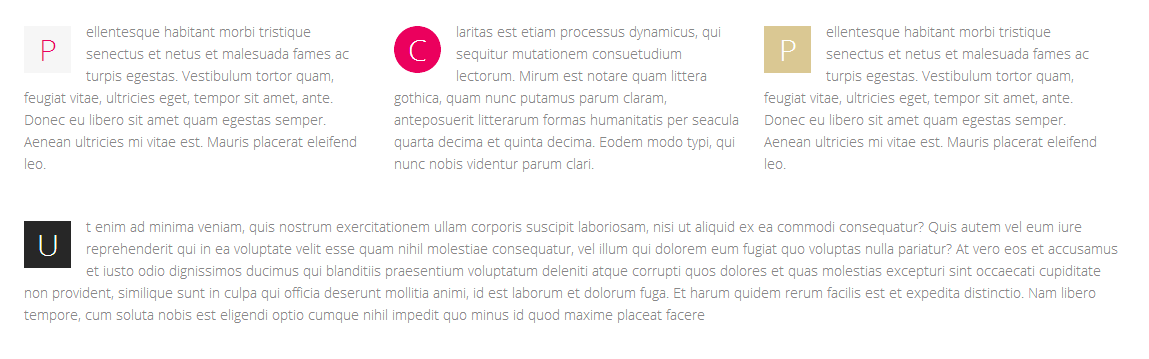 Pellentesque habitant morbi tristique
senectus et netus et malesuada fames ac
turpis egestas. Vestibulum tortor quam,
feugiat vitae, ultricies eget, tempor sit amet, ante.
Donec eu libero sit amet quam egestas semper.
Aenean ultricies mi vitae est. Mauris placerat eleifend
leo.
Claritas est etiam processus dynamicus, qui
sequitur mutationem consuetudium
lectorum. Mirum est notare quam littera
gothica, quam nunc putamus parum claram,
anteposuerit litterarum formas humanitatis per seacula
quarta decima et quinta decima. Eodem modo typi, qui
nunc nobis videntur parum clari.
Pellentesque habitant morbi tristique
senectus et netus et malesuada fames ac
turpis egestas. Vestibulum tortor quam,
feugiat vitae, ultricies eget, tempor sit amet, ante.
Donec eu libero sit amet quam egestas semper.
Aenean ultricies mi vitae est. Mauris placerat eleifend
leo.
Ut enim ad minima veniam, quis nostrum exercitationem ullam corporis suscipit laboriosam, nisi ut aliquid ex ea commodi consequatur? Quis autem vel eum iure
reprehenderit qui in ea voluptate velit esse quam nihil molestiae consequatur, vel illum qui dolorem eum fugiat quo voluptas nulla pariatur? At vero eos et accusamus
et iusto odio dignissimos ducimus qui blanditiis praesentium voluptatum deleniti atque corrupti quos dolores et quas molestias excepturi sint occaecati cupiditate
non provident, similique sunt in culpa qui officia deserunt mollitia animi, id est laborum et dolorum fuga. Et harum quidem rerum facilis est et expedita distinctio. Nam libero
tempore, cum soluta nobis est eligendi optio cumque nihil impedit quo minus id quod maxime placeat facere